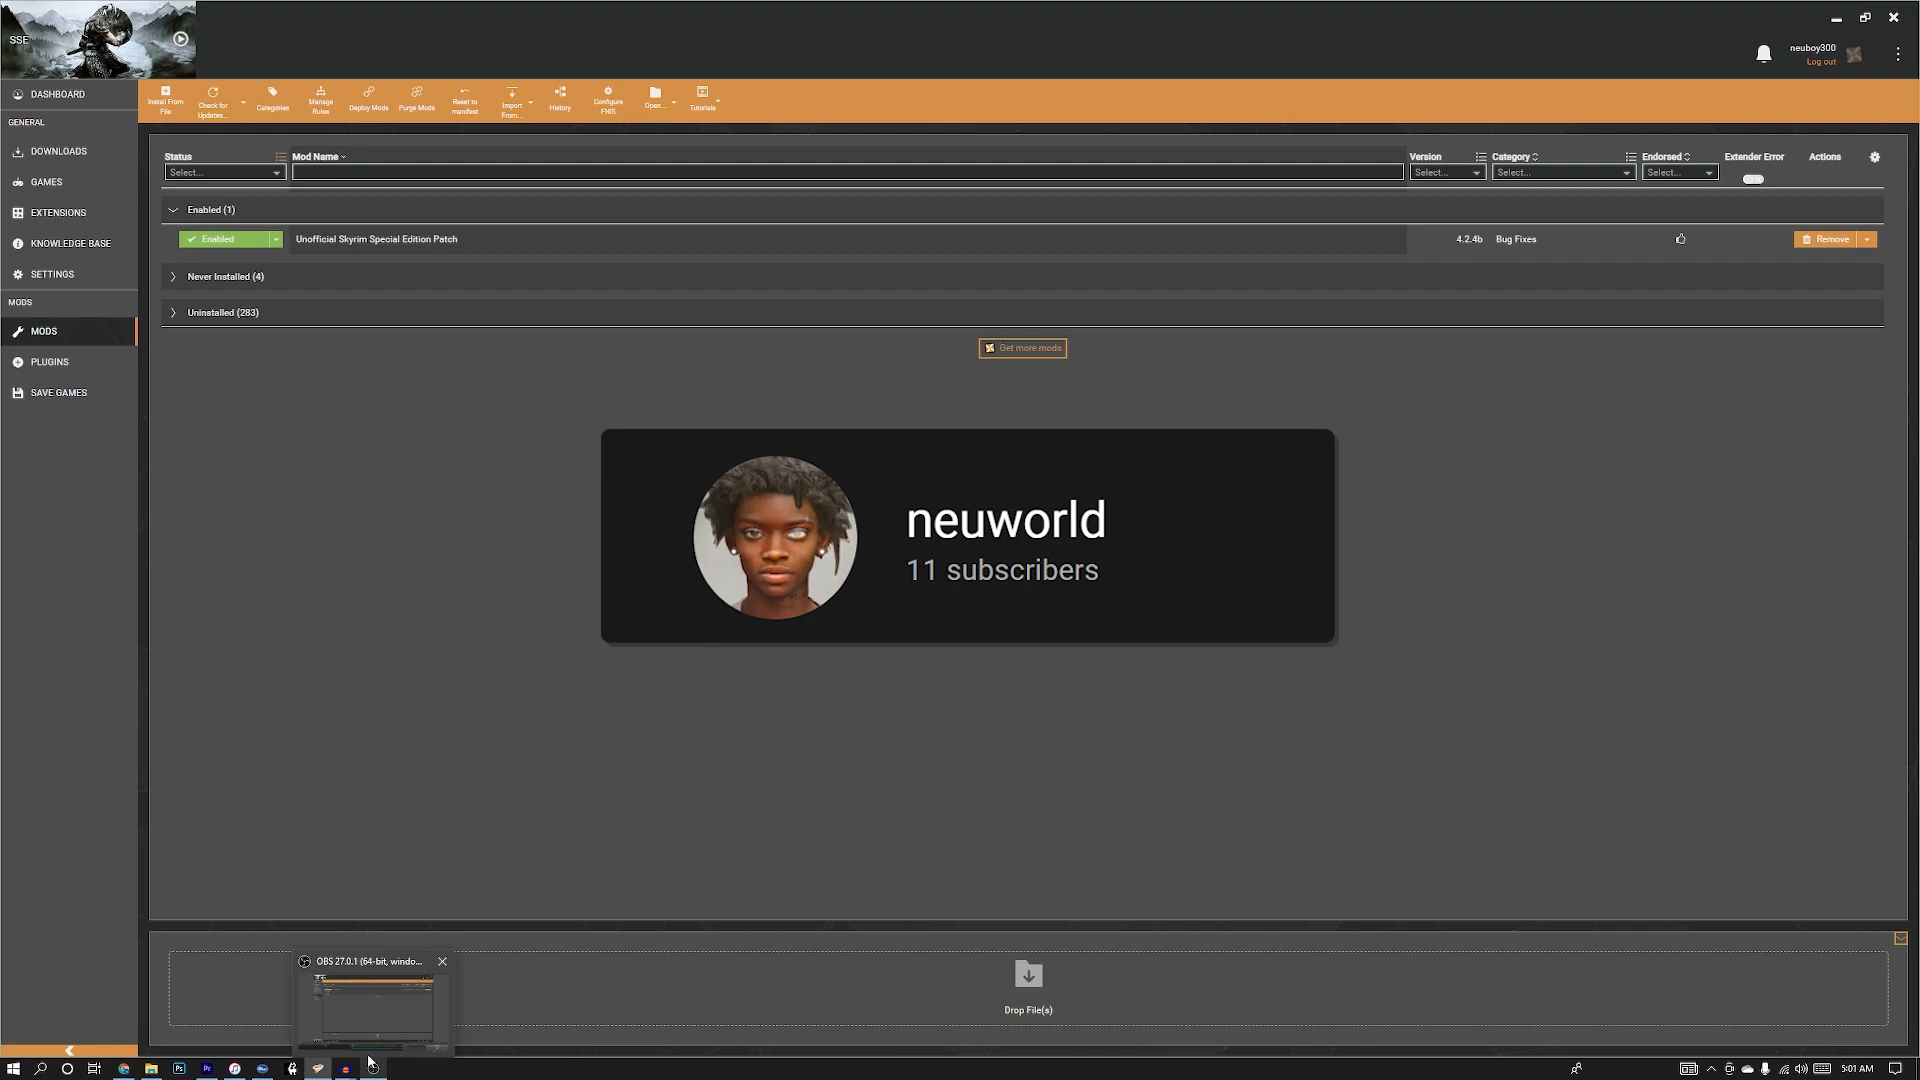 SSE
neuboy300
Log out
DASHBOARD
GENERAL
DOWNLOADS
GAMES
EXTENSIONS
KNOWLEDGE BASE
SETTINGS
MODS
MODS
PLUGINS
SAVE GAMES
Install From
File
Check for
Updates...
Categories
Manage
Rules
Deploy Mods
Purge Mods
Reset to
manifest
Import
From...
History
Configure
FNIS
Open...
Tutorials
Status
Mod Name
Version
Category
Endorsed
Extender Error
Actions
Select...
Select...
Select...
Select...
Enabled (1)
Enabled
Unofficial Skyrim Special Edition Patch
4.2.4b
Bug Fixes
Remove
Never Installed (4)
Uninstalled (283)
Get more mods
neuworld
11 subscribers
OBS 27.0.1 (64-bit, windo...
Drop File(s)
Ps
Pr
5:01 AM